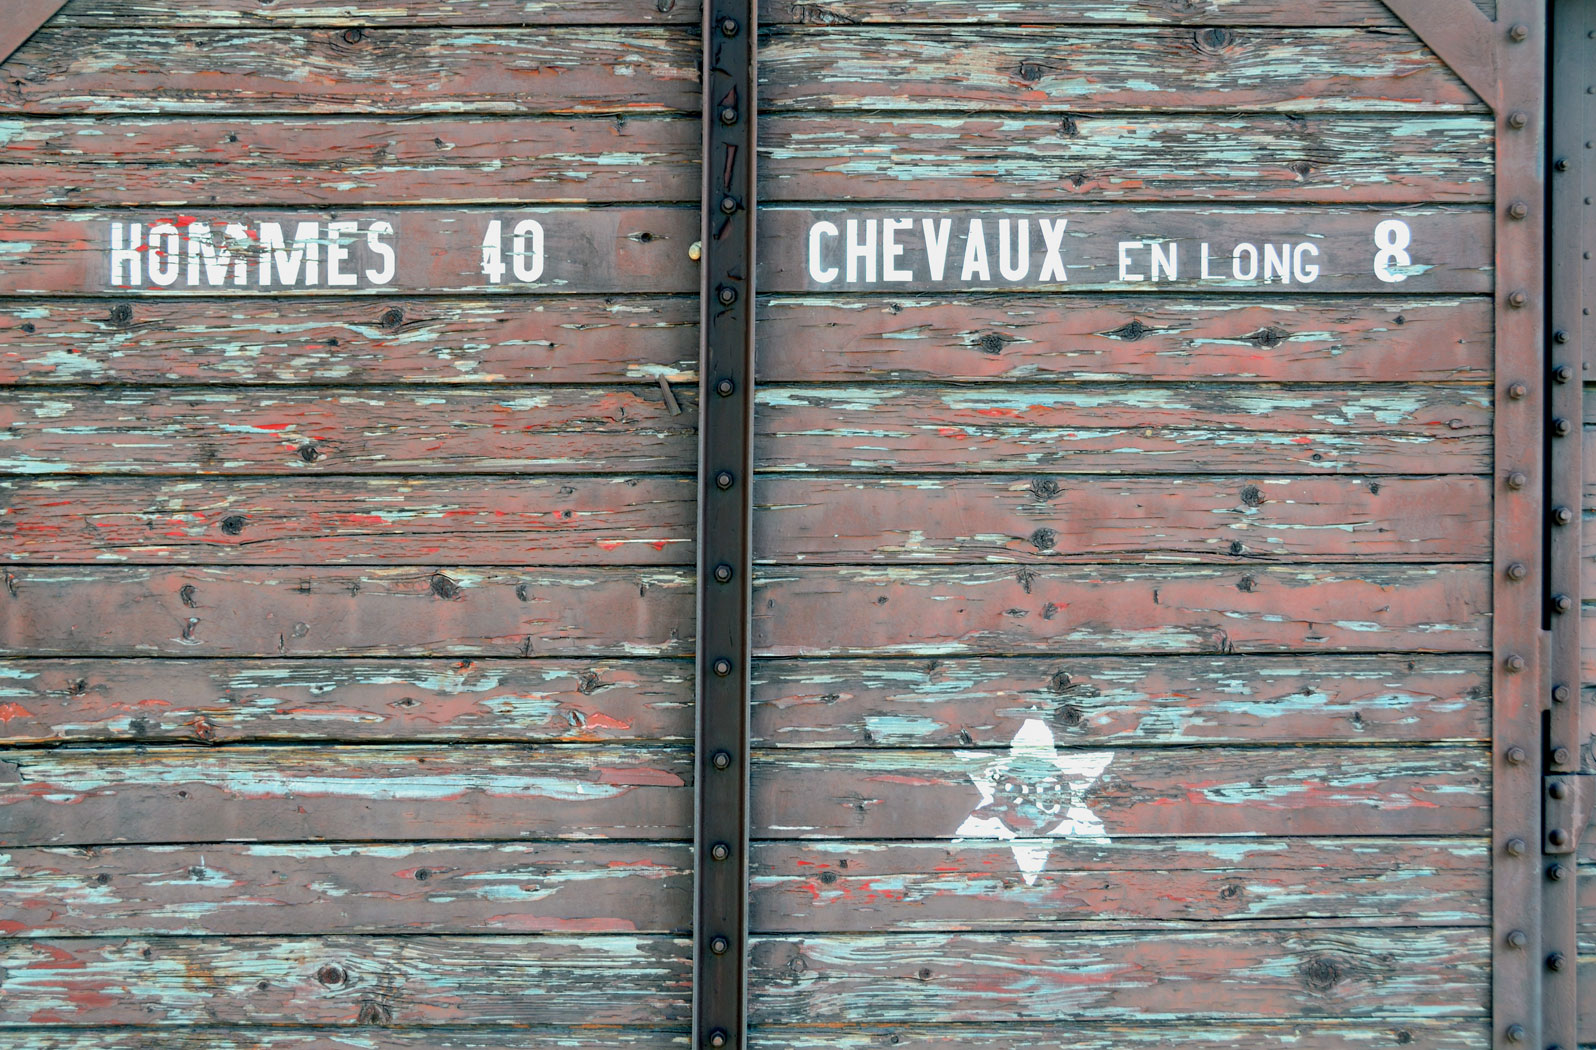 HOMMES 40 CHEVAUX EN LONG 8